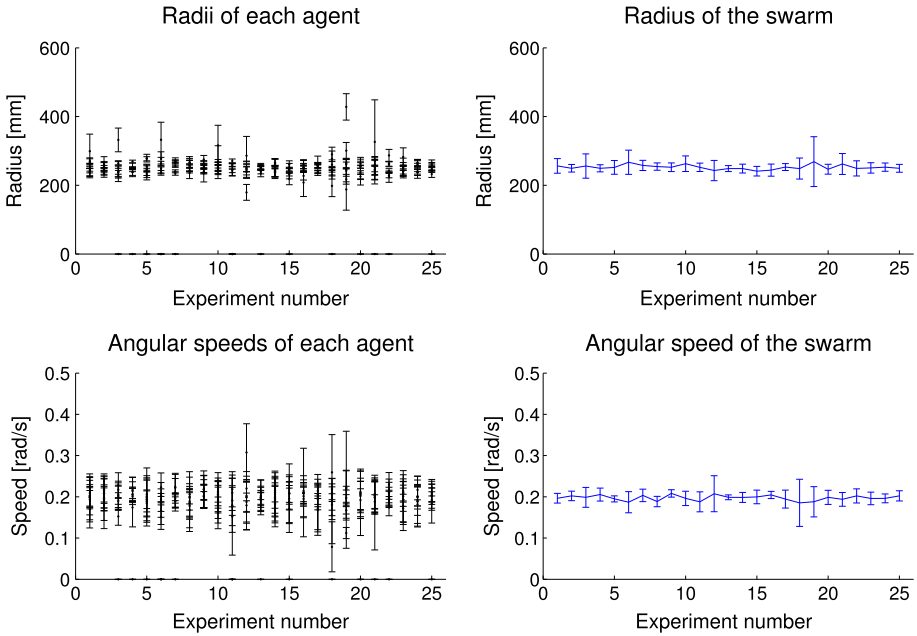 Radii of each agent
Radius of the swarm
600
400
200
0
Radius [mm]
0 5 10 15 20 25
Experiment number
600
400
200
0
Radius [mm]
0 5 10 15 20 25
Experiment number
Angular speeds of each agent
Angular speed of the swarm
0.5
0.4
0.3
0.2
0.1
0
Speed [rad/s]
0 5 10 15 20 25
Experiment number
0.5
0.4
0.3
0.2
0.1
0
Speed [rad/s]
0 5 10 15 20 25
Experiment number